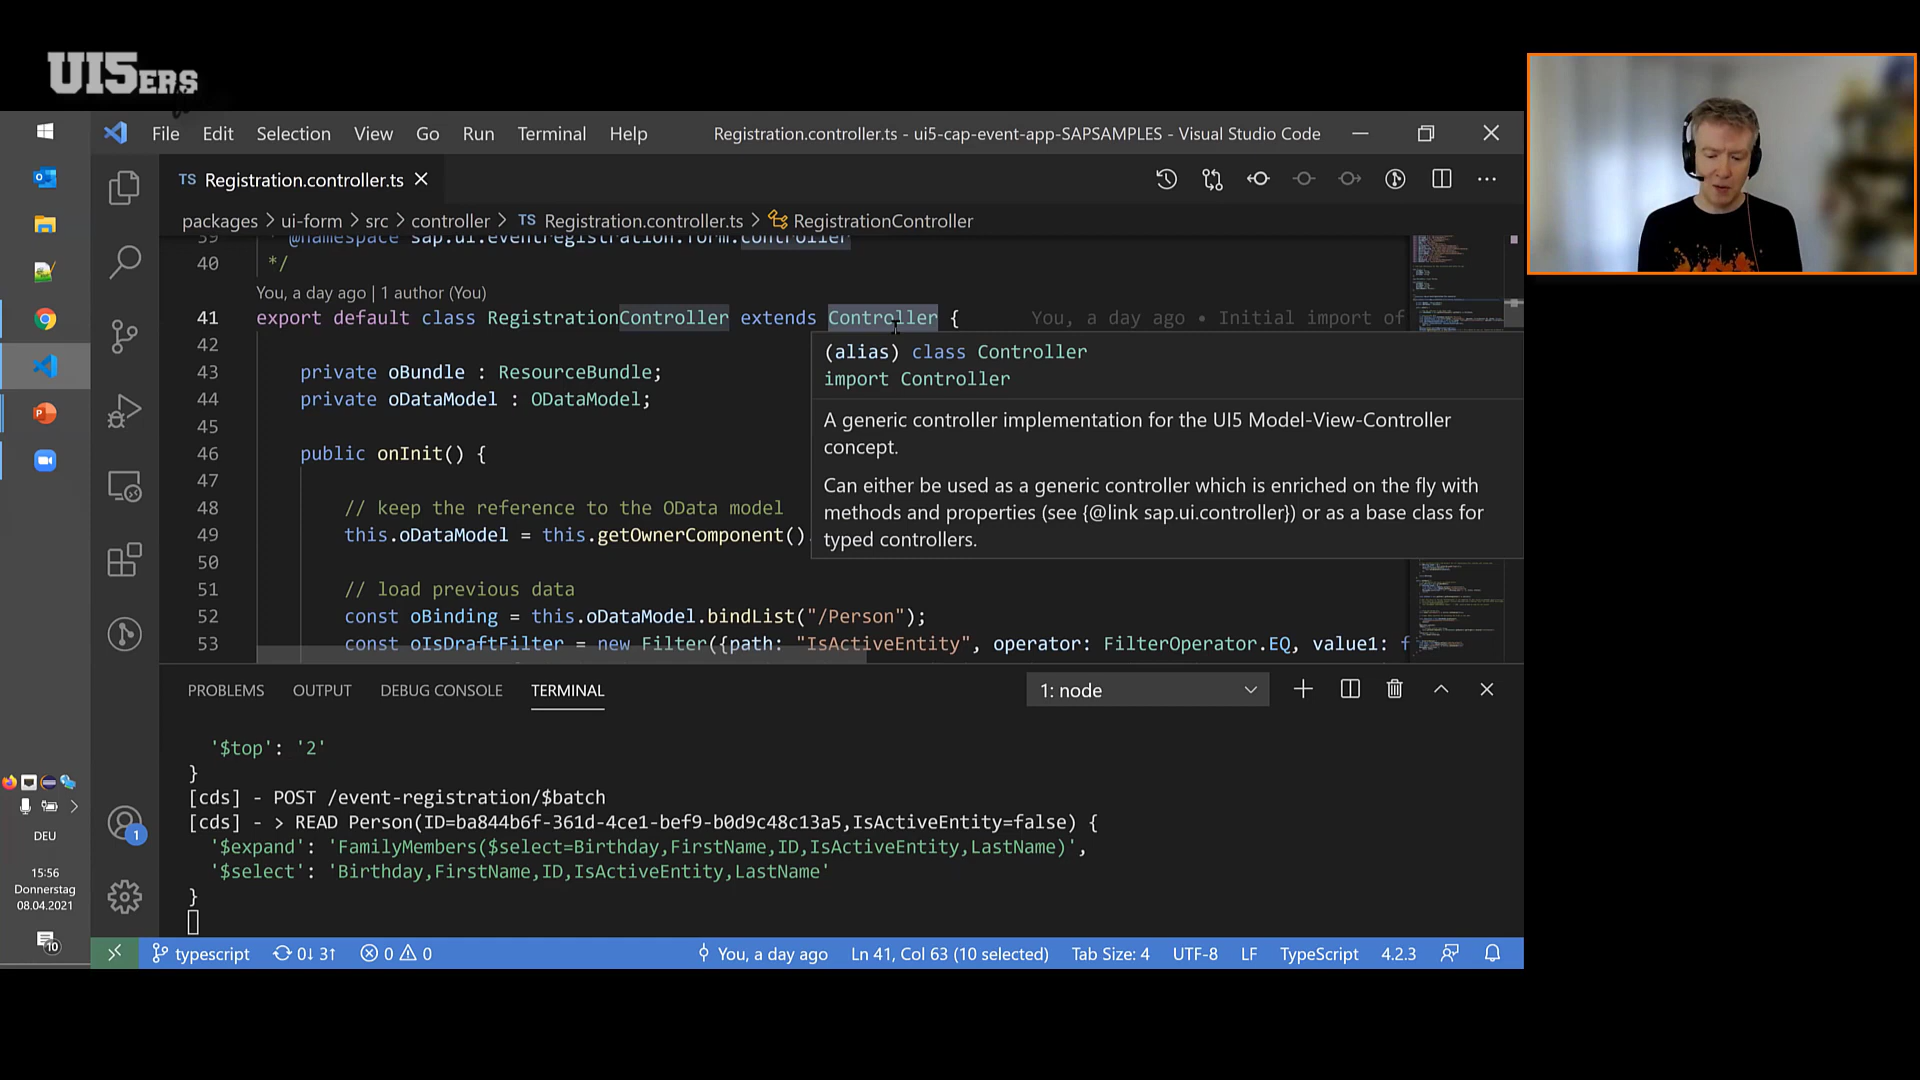 UI5ERS
File Edit Selection View Go Run Terminal Help
Registration.controller.ts - ui5-cap-event-app-SAPSAMPLES - Visual Studio Code
TS Registration.controller.ts
packages > ui-form > src > controller > TS Registration.controller.ts > RegistrationController
39 * @namespace sap.ui.eventregistration.form.controller
40 */
You, a day ago | 1 author (You)
41 export default class RegistrationController extends Controller { You, a day ago • Initial import of
42
43 private oBundle : ResourceBundle;
44 private oDataModel : ODataModel;
45
46 public onInit() {
47
48 // keep the reference to the OData model
49 this.oDataModel = this.getOwnerComponent()
50
51 // load previous data
52 const oBinding = this.oDataModel.bindList("/Person");
53 const oIsDraftFilter = new Filter({path: "IsActiveEntity", operator: FilterOperator.EQ, value1: f
(alias) class Controller
import Controller
A generic controller implementation for the UI5 Model-View-Controller
concept.
Can either be used as a generic controller which is enriched on the fly with
methods and properties (see {@link sap.ui.controller}) or as a base class for
typed controllers.
PROBLEMS OUTPUT DEBUG CONSOLE TERMINAL
1: node
'$top': '2'
}
[cds] - POST /event-registration/$batch
[cds] - > READ Person(ID=ba844b6f-361d-4ce1-bef9-b0d9c48c13a5,IsActiveEntity=false) {
'$expand': 'FamilyMembers($select=Birthday,FirstName,ID,IsActiveEntity,LastName)',
'$select': 'Birthday,FirstName,ID,IsActiveEntity,LastName'
}
1
DEU
15:56
Donnerstag
08.04.2021
10
typescript 0↓ 3↑ 0 0
You, a day ago Ln 41, Col 63 (10 selected) Tab Size: 4 UTF-8 LF TypeScript 4.2.3